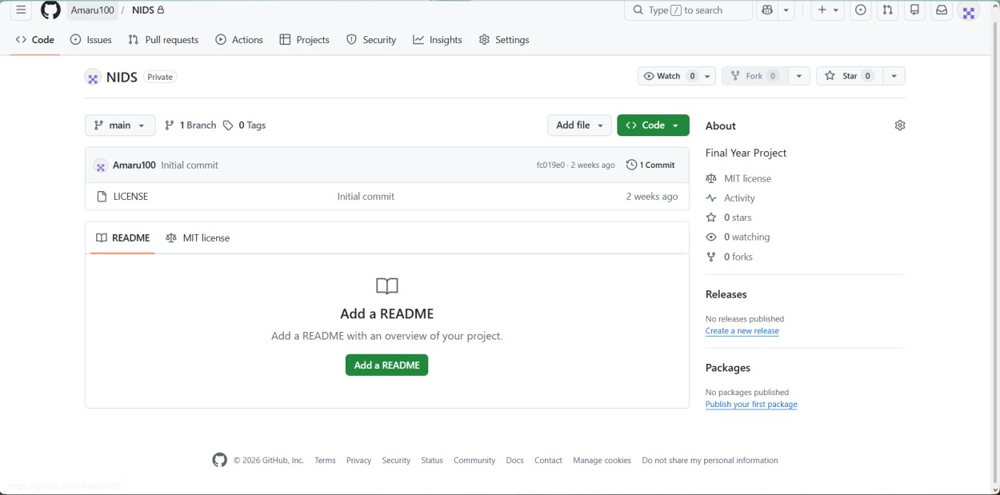 Amaru100 / NIDS
Type / to search
Code Issues Pull requests Actions Projects Security Insights Settings
NIDS Private
Watch 0 Fork 0 Star 0
main 1 Branch 0 Tags Add file Code
Amaru100 Initial commit fc019e0 · 2 weeks ago 1 Commit
LICENSE Initial commit 2 weeks ago
README MIT license
Add a README
Add a README with an overview of your project.
Add a README
About
Final Year Project
MIT license
Activity
0 stars
0 watching
0 forks
Releases
No releases published
Create a new release
Packages
No packages published
Publish your first package
© 2026 GitHub, Inc. Terms Privacy Security Status Community Docs Contact Manage cookies Do not share my personal information
https://github.com/Amaru100